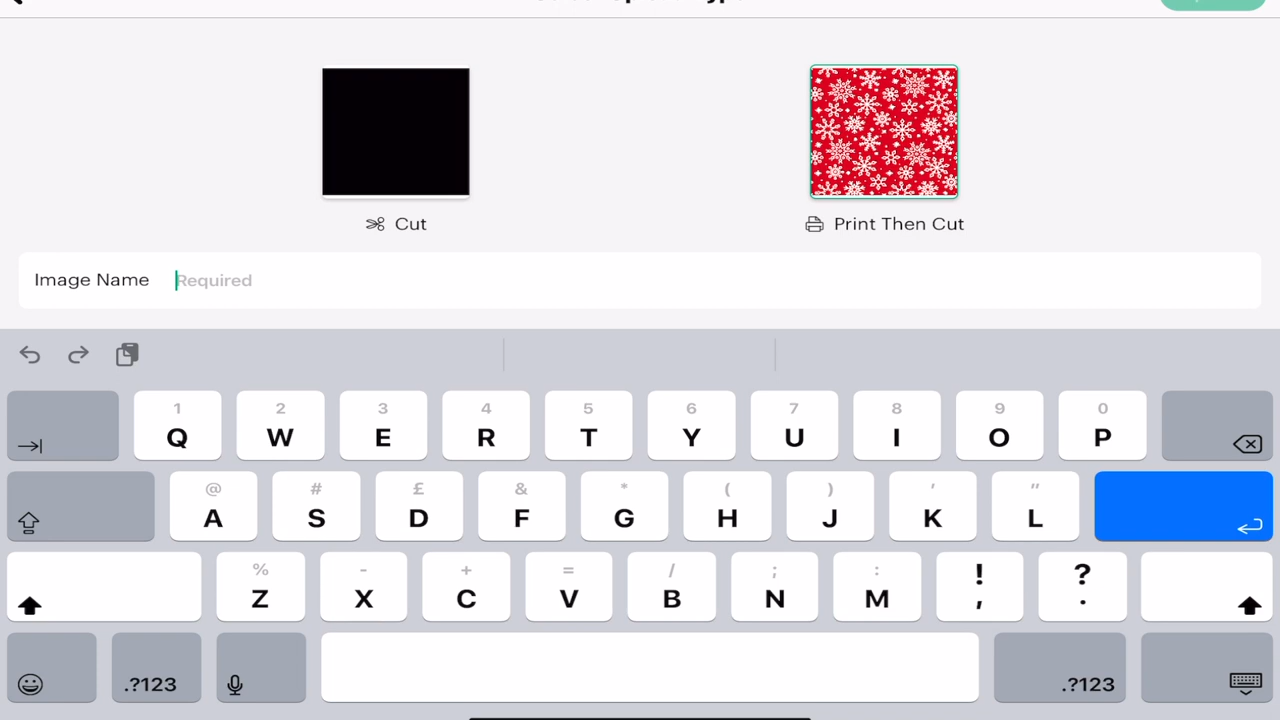 Cut
Print Then Cut
Image Name Required
1 2 3 4 5 6 7 8 9 0
Q W E R T Y U I O P
@ # £ & * ( ) ' "
A S D F G H J K L
% - + = / ; : ! ?
Z X C V B N M , .
.?123 .?123